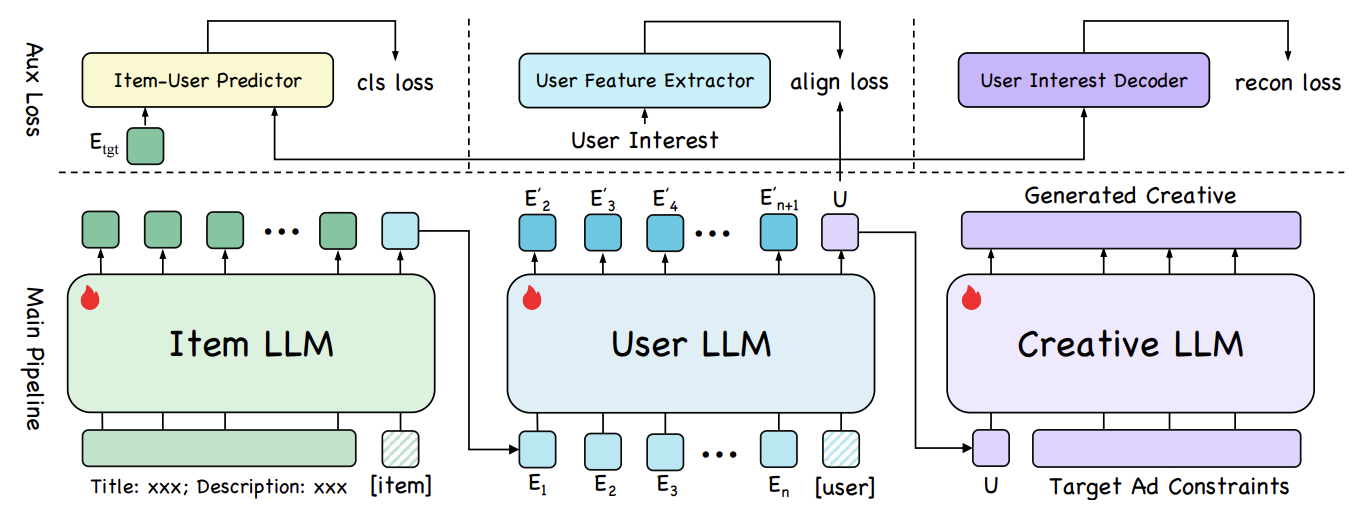 Aux Loss
Item-User Predictor
cls loss
E_tgt
User Feature Extractor
align loss
User Interest
User Interest Decoder
recon loss
Main Pipeline
Item LLM
Title: xxx; Description: xxx
[item]
E'_2 E'_3 E'_4 ... E'_{n+1} U
User LLM
E_1 E_2 E_3 ... E_n [user]
Generated Creative
Creative LLM
U
Target Ad Constraints